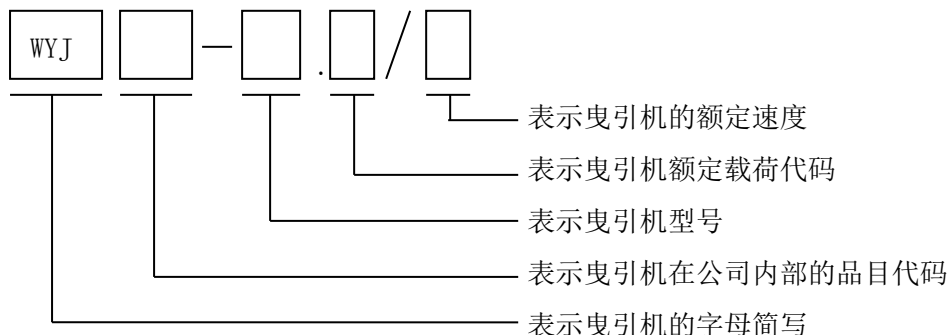 WYJ — . /
表示曳引机的额定速度
表示曳引机额定载荷代码
表示曳引机型号
表示曳引机在公司内部的品目代码
表示曳引机的字母简写